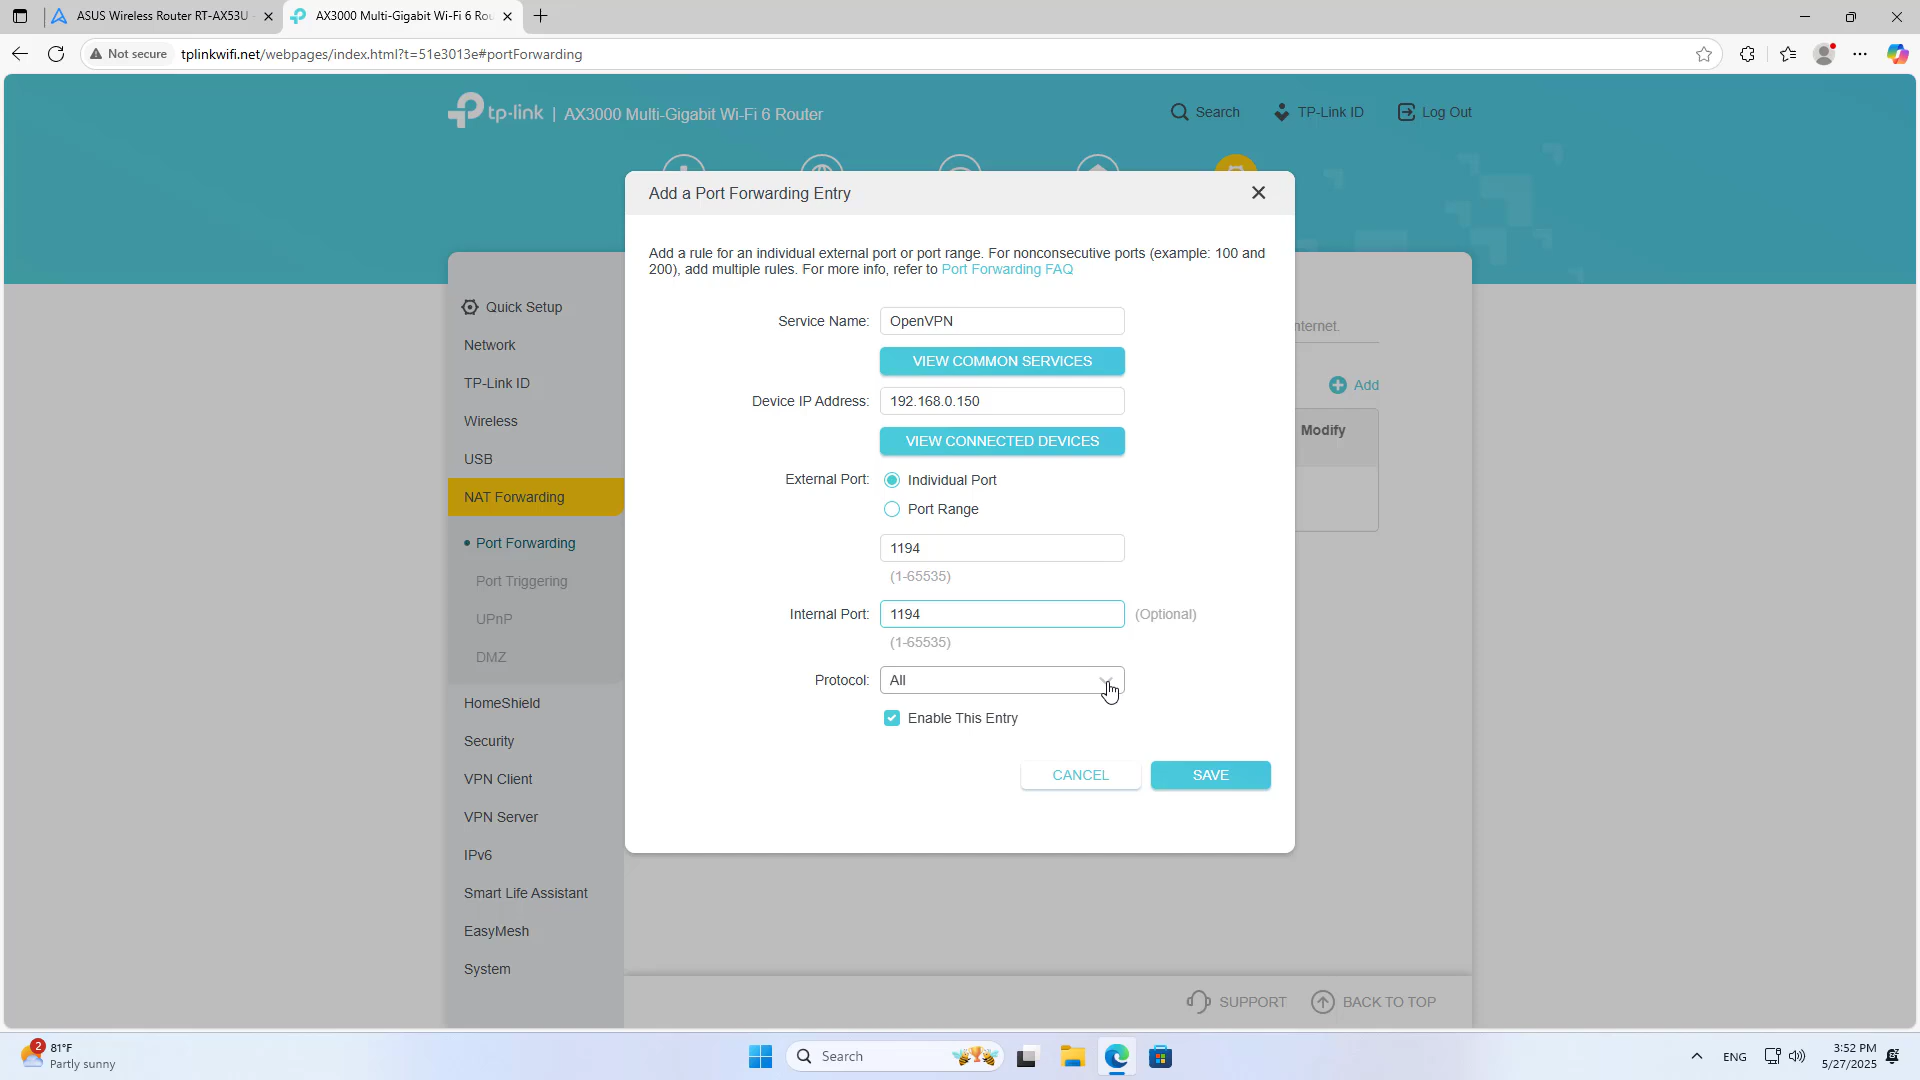 ASUS Wireless Router RT-AX53U
AX3000 Multi-Gigabit Wi-Fi 6 Rou
Not secure
tplinkwifi.net/webpages/index.html?t=51e3013e#portForwarding
tp-link | AX3000 Multi-Gigabit Wi-Fi 6 Router
Search
TP-Link ID
Log Out
Add a Port Forwarding Entry
Add a rule for an individual external port or port range. For nonconsecutive ports (example: 100 and
200), add multiple rules. For more info, refer to Port Forwarding FAQ
Service Name: OpenVPN
VIEW COMMON SERVICES
Device IP Address: 192.168.0.150
VIEW CONNECTED DEVICES
External Port: Individual Port
Port Range
1194
(1-65535)
Internal Port: 1194 (Optional)
(1-65535)
Protocol: All
Enable This Entry
CANCEL
SAVE
Quick Setup
Network
TP-Link ID
Wireless
USB
NAT Forwarding
Port Forwarding
Port Triggering
UPnP
DMZ
HomeShield
Security
VPN Client
VPN Server
IPv6
Smart Life Assistant
EasyMesh
System
nternet.
Add
Modify
SUPPORT
BACK TO TOP
2
81°F
Partly sunny
Search
ENG
3:52 PM
5/27/2025